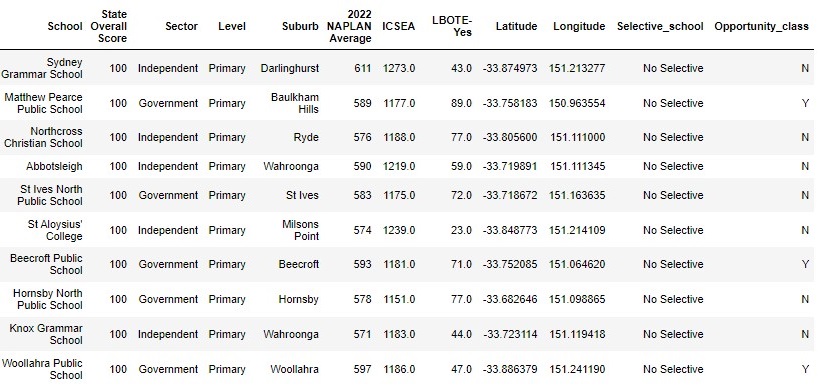 School State Overall Score Sector Level Suburb 2022 NAPLAN Average ICSEA LBOTE-Yes Latitude Longitude Selective_school Opportunity_class
Sydney Grammar School 100 Independent Primary Darlinghurst 611 1273.0 43.0 -33.874973 151.213277 No Selective N
Matthew Pearce Public School 100 Government Primary Baulkham Hills 589 1177.0 89.0 -33.758183 150.963554 No Selective Y
Northcross Christian School 100 Independent Primary Ryde 576 1188.0 77.0 -33.805600 151.111000 No Selective N
Abbotsleigh 100 Independent Primary Wahroonga 590 1219.0 59.0 -33.719891 151.111345 No Selective N
St Ives North Public School 100 Government Primary St Ives 583 1175.0 72.0 -33.718672 151.163635 No Selective N
St Aloysius' College 100 Independent Primary Milsons Point 574 1239.0 23.0 -33.848773 151.214109 No Selective N
Beecroft Public School 100 Government Primary Beecroft 593 1181.0 71.0 -33.752085 151.064620 No Selective Y
Hornsby North Public School 100 Government Primary Hornsby 578 1151.0 77.0 -33.682646 151.098865 No Selective N
Knox Grammar School 100 Independent Primary Wahroonga 571 1183.0 44.0 -33.723114 151.119418 No Selective N
Woollahra Public School 100 Government Primary Woollahra 597 1186.0 47.0 -33.886379 151.241190 No Selective Y